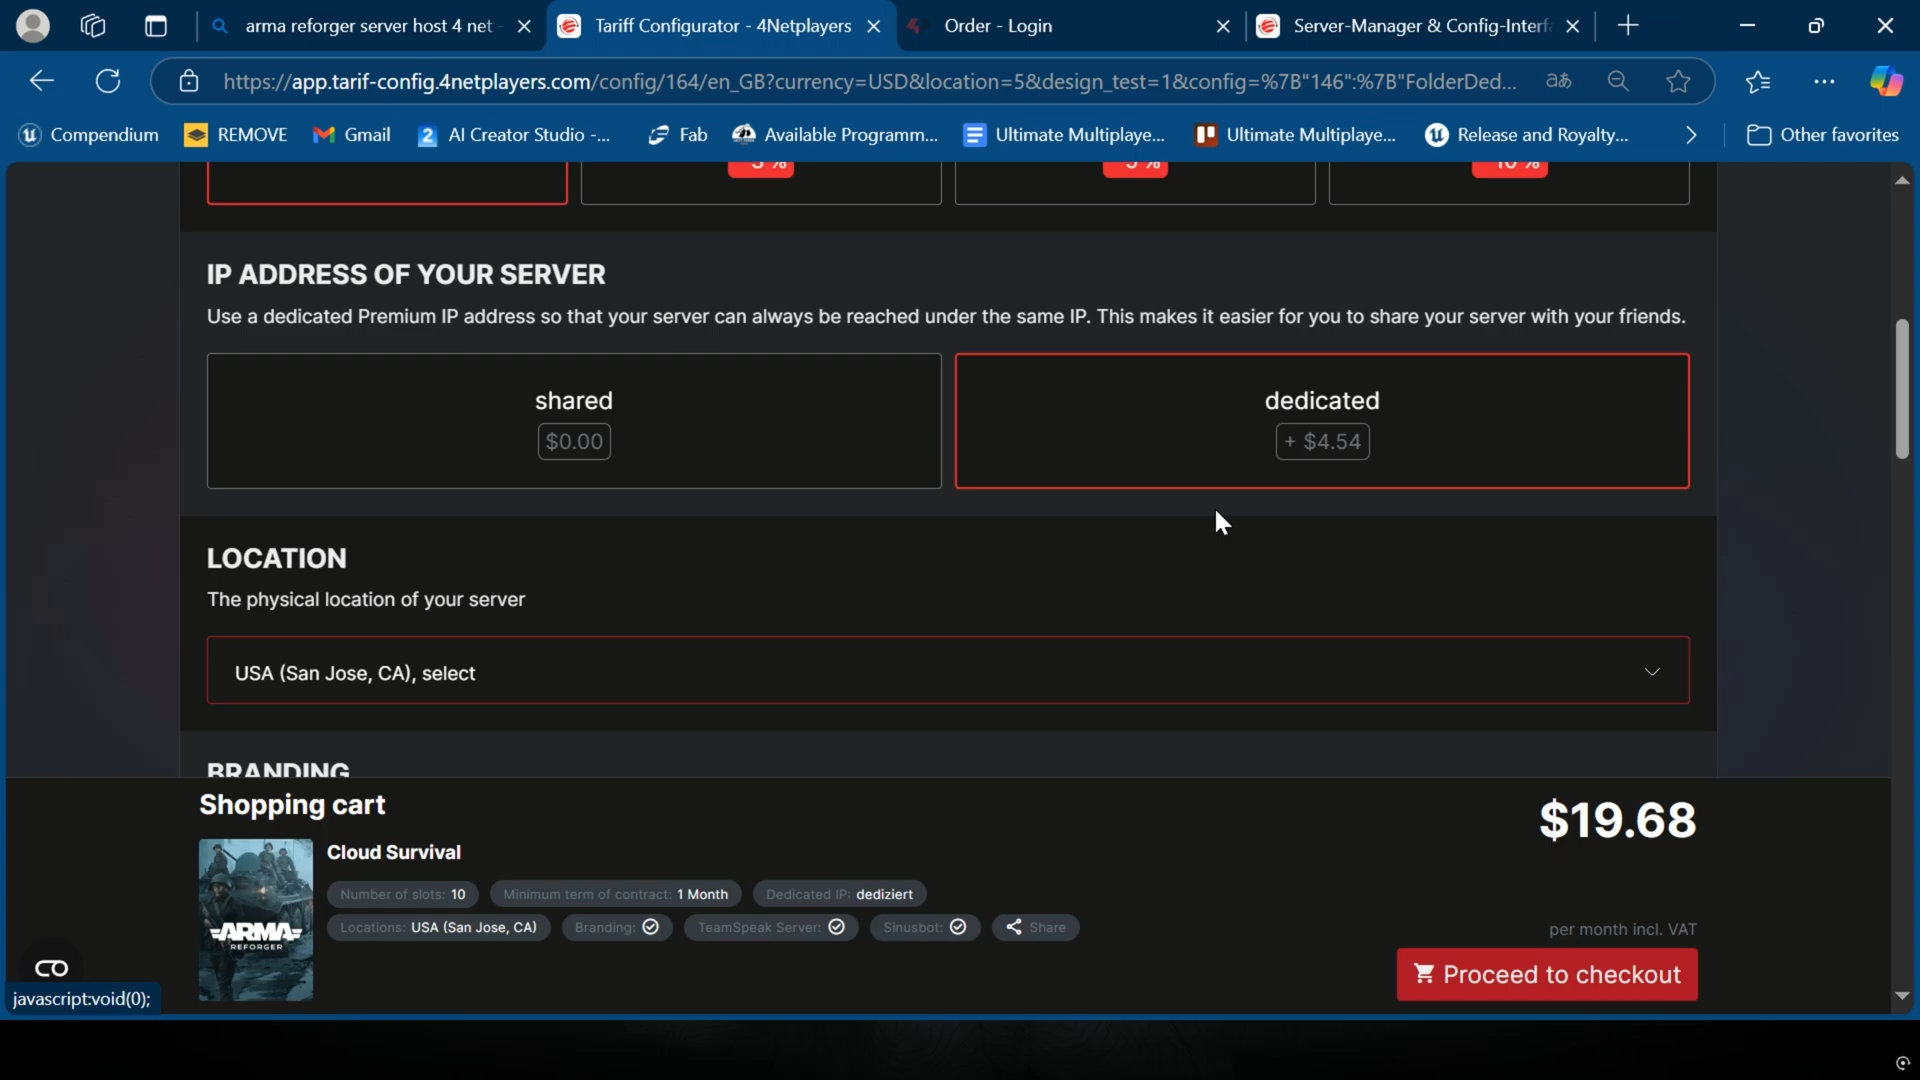 arma reforger server host 4 net
Tariff Configurator - 4Netplayers
Order - Login
Server-Manager & Config-Interf
https://app.tarif-config.4netplayers.com/config/164/en_GB?currency=USD&location=5&design_test=1&config=%7B"146":%7B"FolderDed...
Compendium
REMOVE
Gmail
AI Creator Studio -...
Fab
Available Programm...
Ultimate Multiplaye...
Ultimate Multiplaye...
Release and Royalty...
Other favorites
IP ADDRESS OF YOUR SERVER
Use a dedicated Premium IP address so that your server can always be reached under the same IP. This makes it easier for you to share your server with your friends.
shared
$0.00
dedicated
+ $4.54
LOCATION
The physical location of your server
USA (San Jose, CA), select
BRANDING
Shopping cart
$19.68
Cloud Survival
Number of slots: 10
Minimum term of contract: 1 Month
Dedicated IP: dediziert
Locations: USA (San Jose, CA)
Branding:
TeamSpeak Server:
Sinusbot:
Share
ARMA
REFORGER
per month incl. VAT
Proceed to checkout
javascript:void(0);